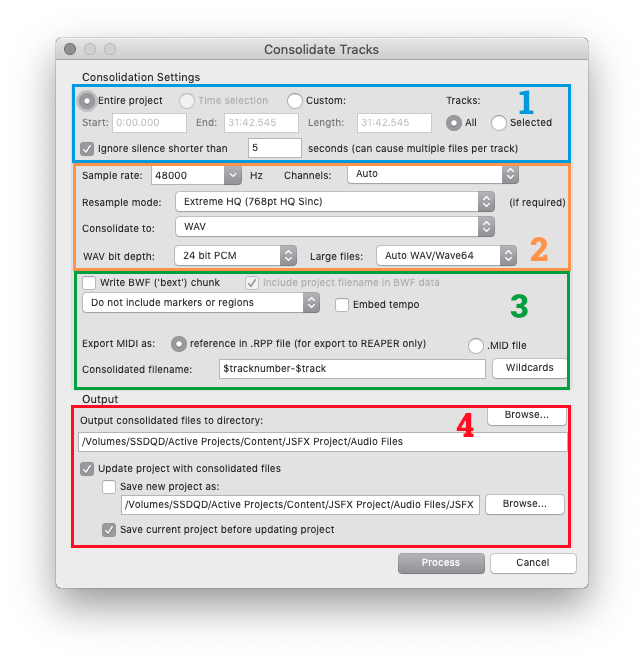 Consolidate Tracks
Consolidation Settings
Entire project Time selection Custom: Tracks: 1
Start: 0:00.000 End: 31:42.545 Length: 31:42.545 All Selected
Ignore silence shorter than 5 seconds (can cause multiple files per track)
Sample rate: 48000 Hz Channels: Auto
Resample mode: Extreme HQ (768pt HQ Sinc) (if required)
Consolidate to: WAV
WAV bit depth: 24 bit PCM Large files: Auto WAV/Wave64 2
Write BWF ('bext') chunk Include project filename in BWF data
Do not include markers or regions Embed tempo 3
Export MIDI as: reference in .RPP file (for export to REAPER only) .MID file
Consolidated filename: $tracknumber-$track Wildcards
Output
Output consolidated files to directory: 4 Browse...
/Volumes/SSDQD/Active Projects/Content/JSFX Project/Audio Files
Update project with consolidated files
Save new project as:
/Volumes/SSDQD/Active Projects/Content/JSFX Project/Audio Files/JSFX Browse...
Save current project before updating project
Process Cancel